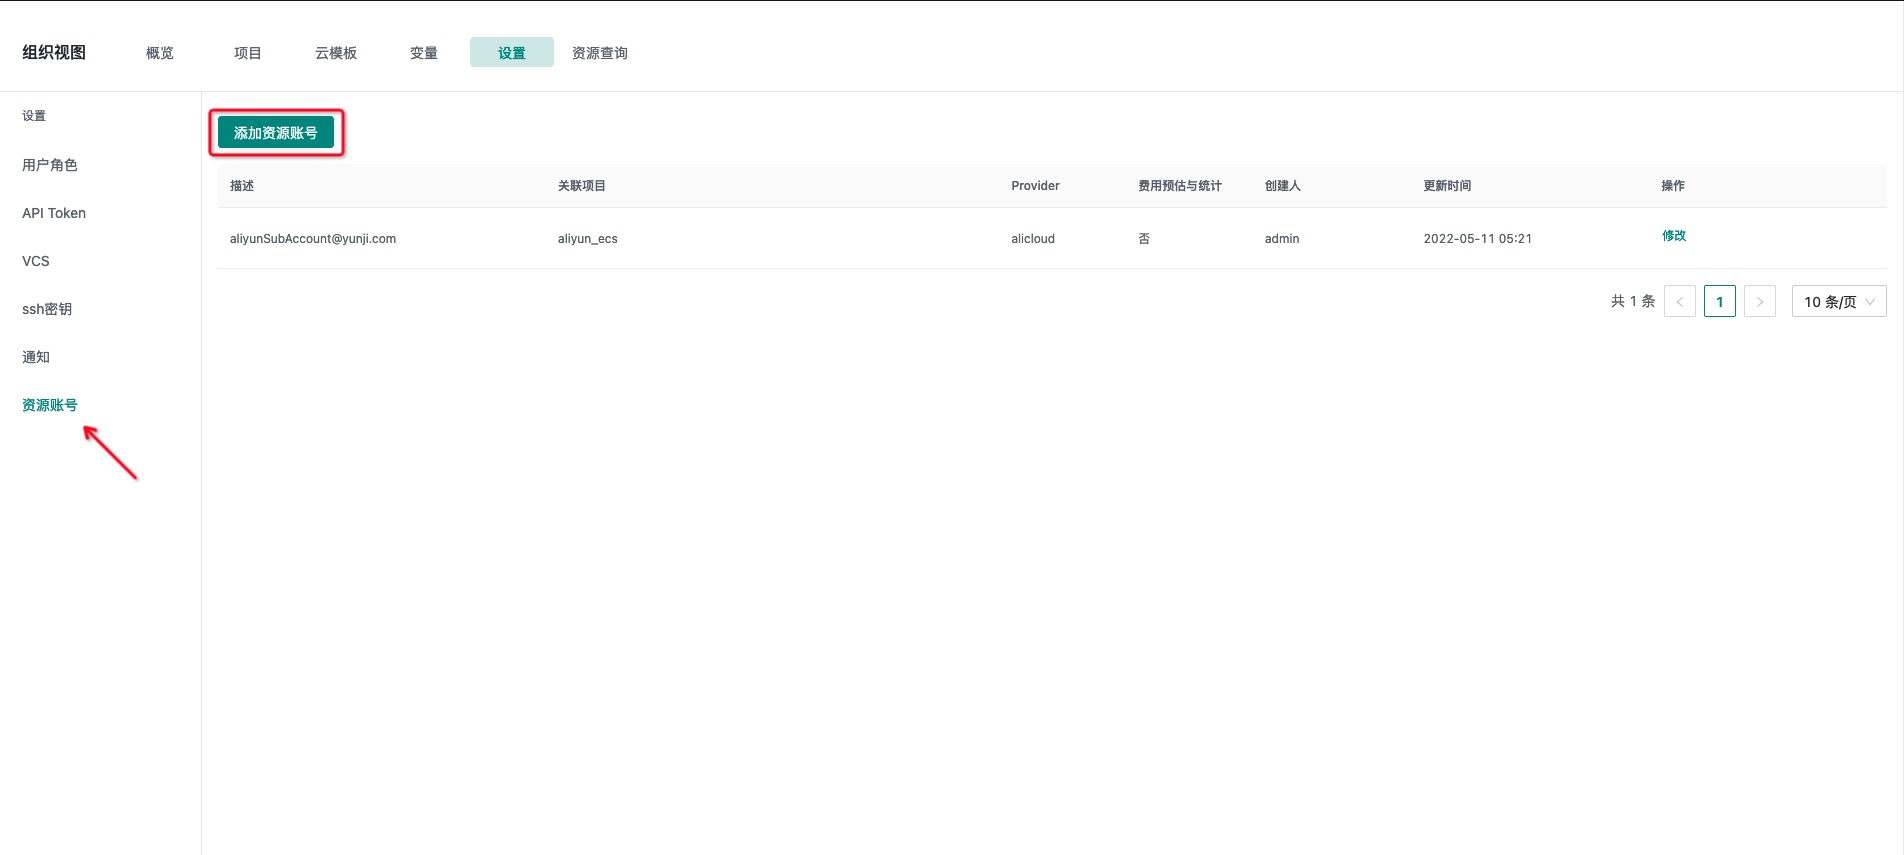 组织视图 概览 项目 云模板 变量 设置 资源查询
设置
用户角色
API Token
VCS
ssh密钥
通知
资源账号
添加资源账号
描述 关联项目 Provider 费用预估与统计 创建人 更新时间 操作
aliyunSubAccount@yunji.com aliyun_ecs alicloud 否 admin 2022-05-11 05:21 修改
共 1 条 < 1 > 10 条/页